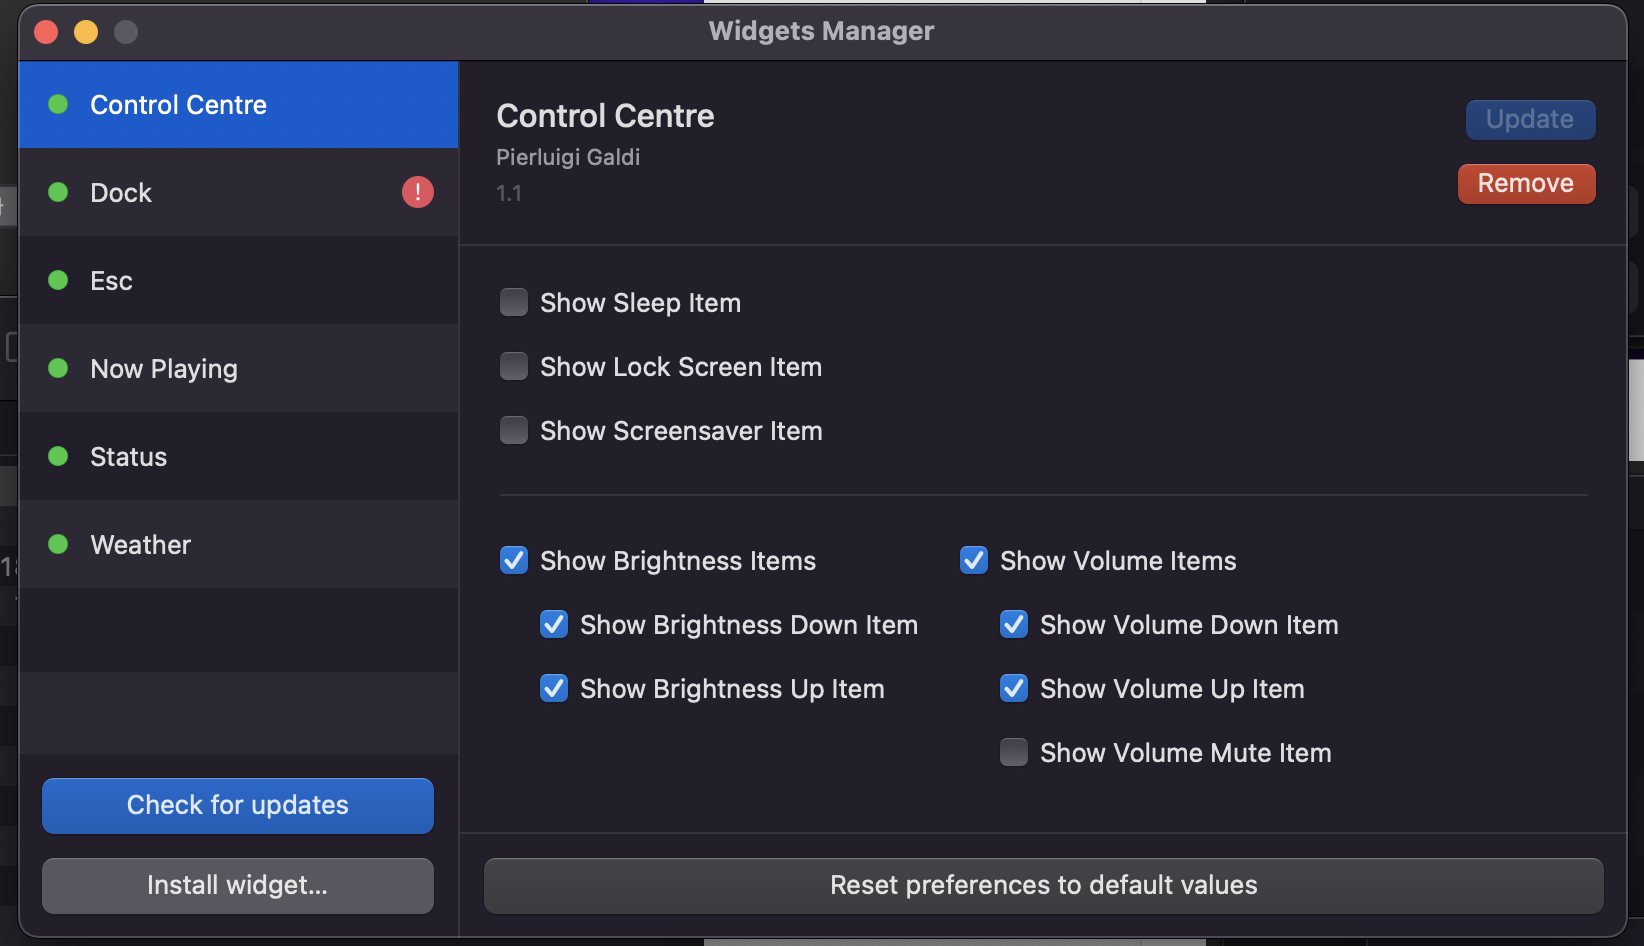 Widgets Manager
Control Centre
Dock
!
Esc
Now Playing
Status
Weather
Check for updates
Install widget...
Control Centre
Pierluigi Galdi
1.1
Update
Remove
Show Sleep Item
Show Lock Screen Item
Show Screensaver Item
Show Brightness Items
Show Brightness Down Item
Show Brightness Up Item
Show Volume Items
Show Volume Down Item
Show Volume Up Item
Show Volume Mute Item
Reset preferences to default values